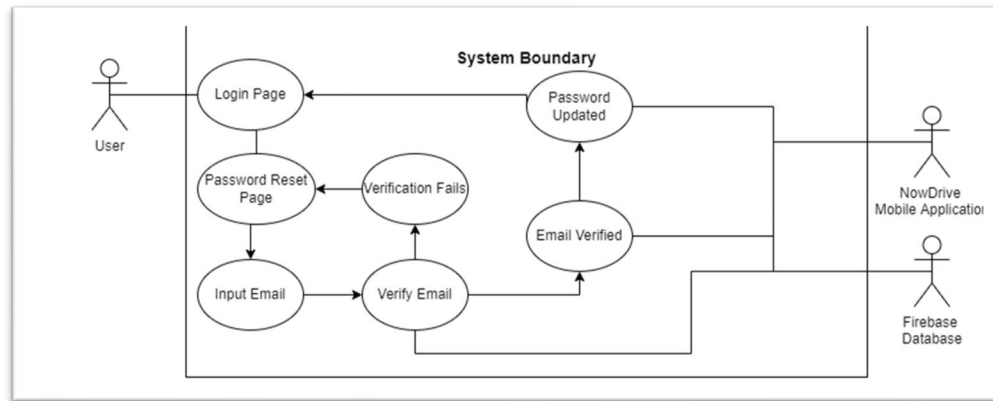 System Boundary
Login Page
Password
Updated
User
NowDrive
Mobile Application
Password Reset
Page
Verification Fails
Email Verified
Input Email
Verify Email
Firebase
Database